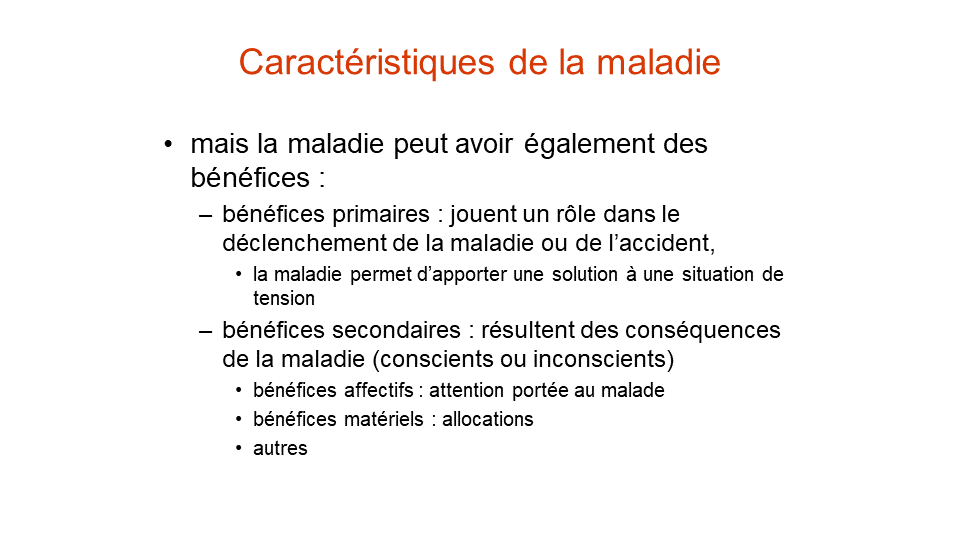 Caractéristiques de la maladie
• mais la maladie peut avoir également des
bénéfices :
– bénéfices primaires : jouent un rôle dans le
déclenchement de la maladie ou de l’accident,
• la maladie permet d’apporter une solution à une situation de
tension
– bénéfices secondaires : résultent des conséquences
de la maladie (conscients ou inconscients)
• bénéfices affectifs : attention portée au malade
• bénéfices matériels : allocations
• autres